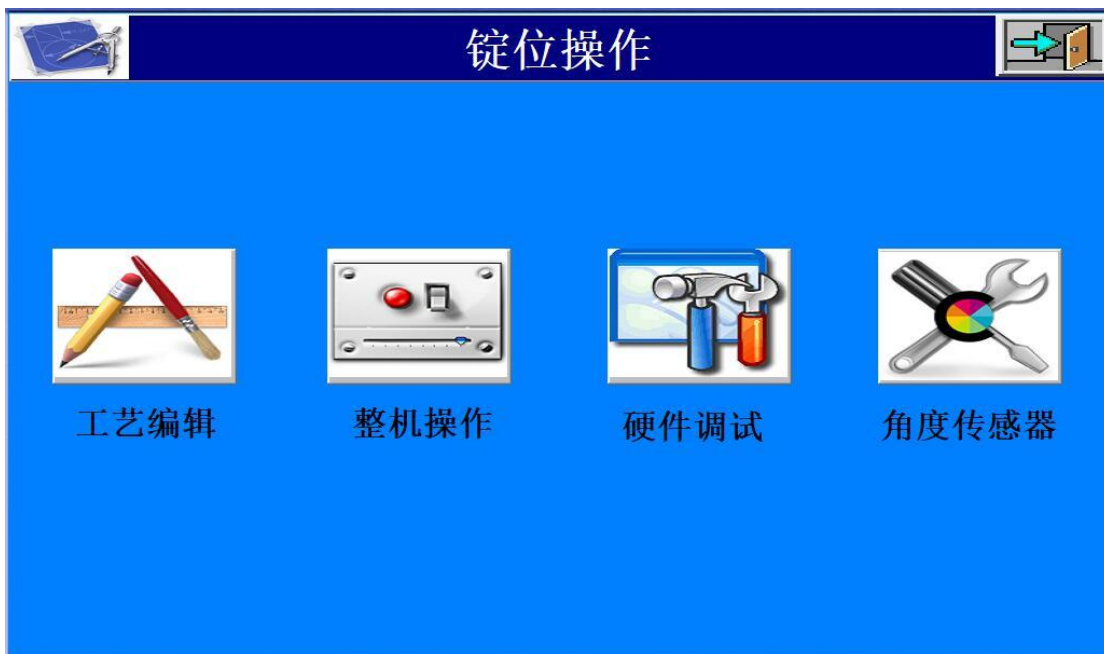 锭位操作
工艺编辑
整机操作
硬件调试
角度传感器